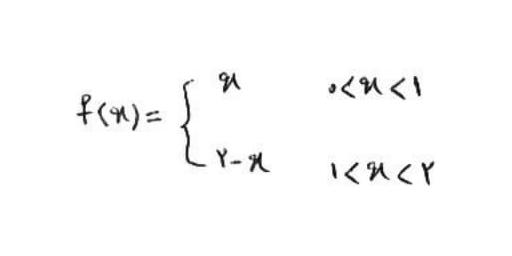 f(x) = { x    ۰<x<۱
۲-x    ۱<x<۲